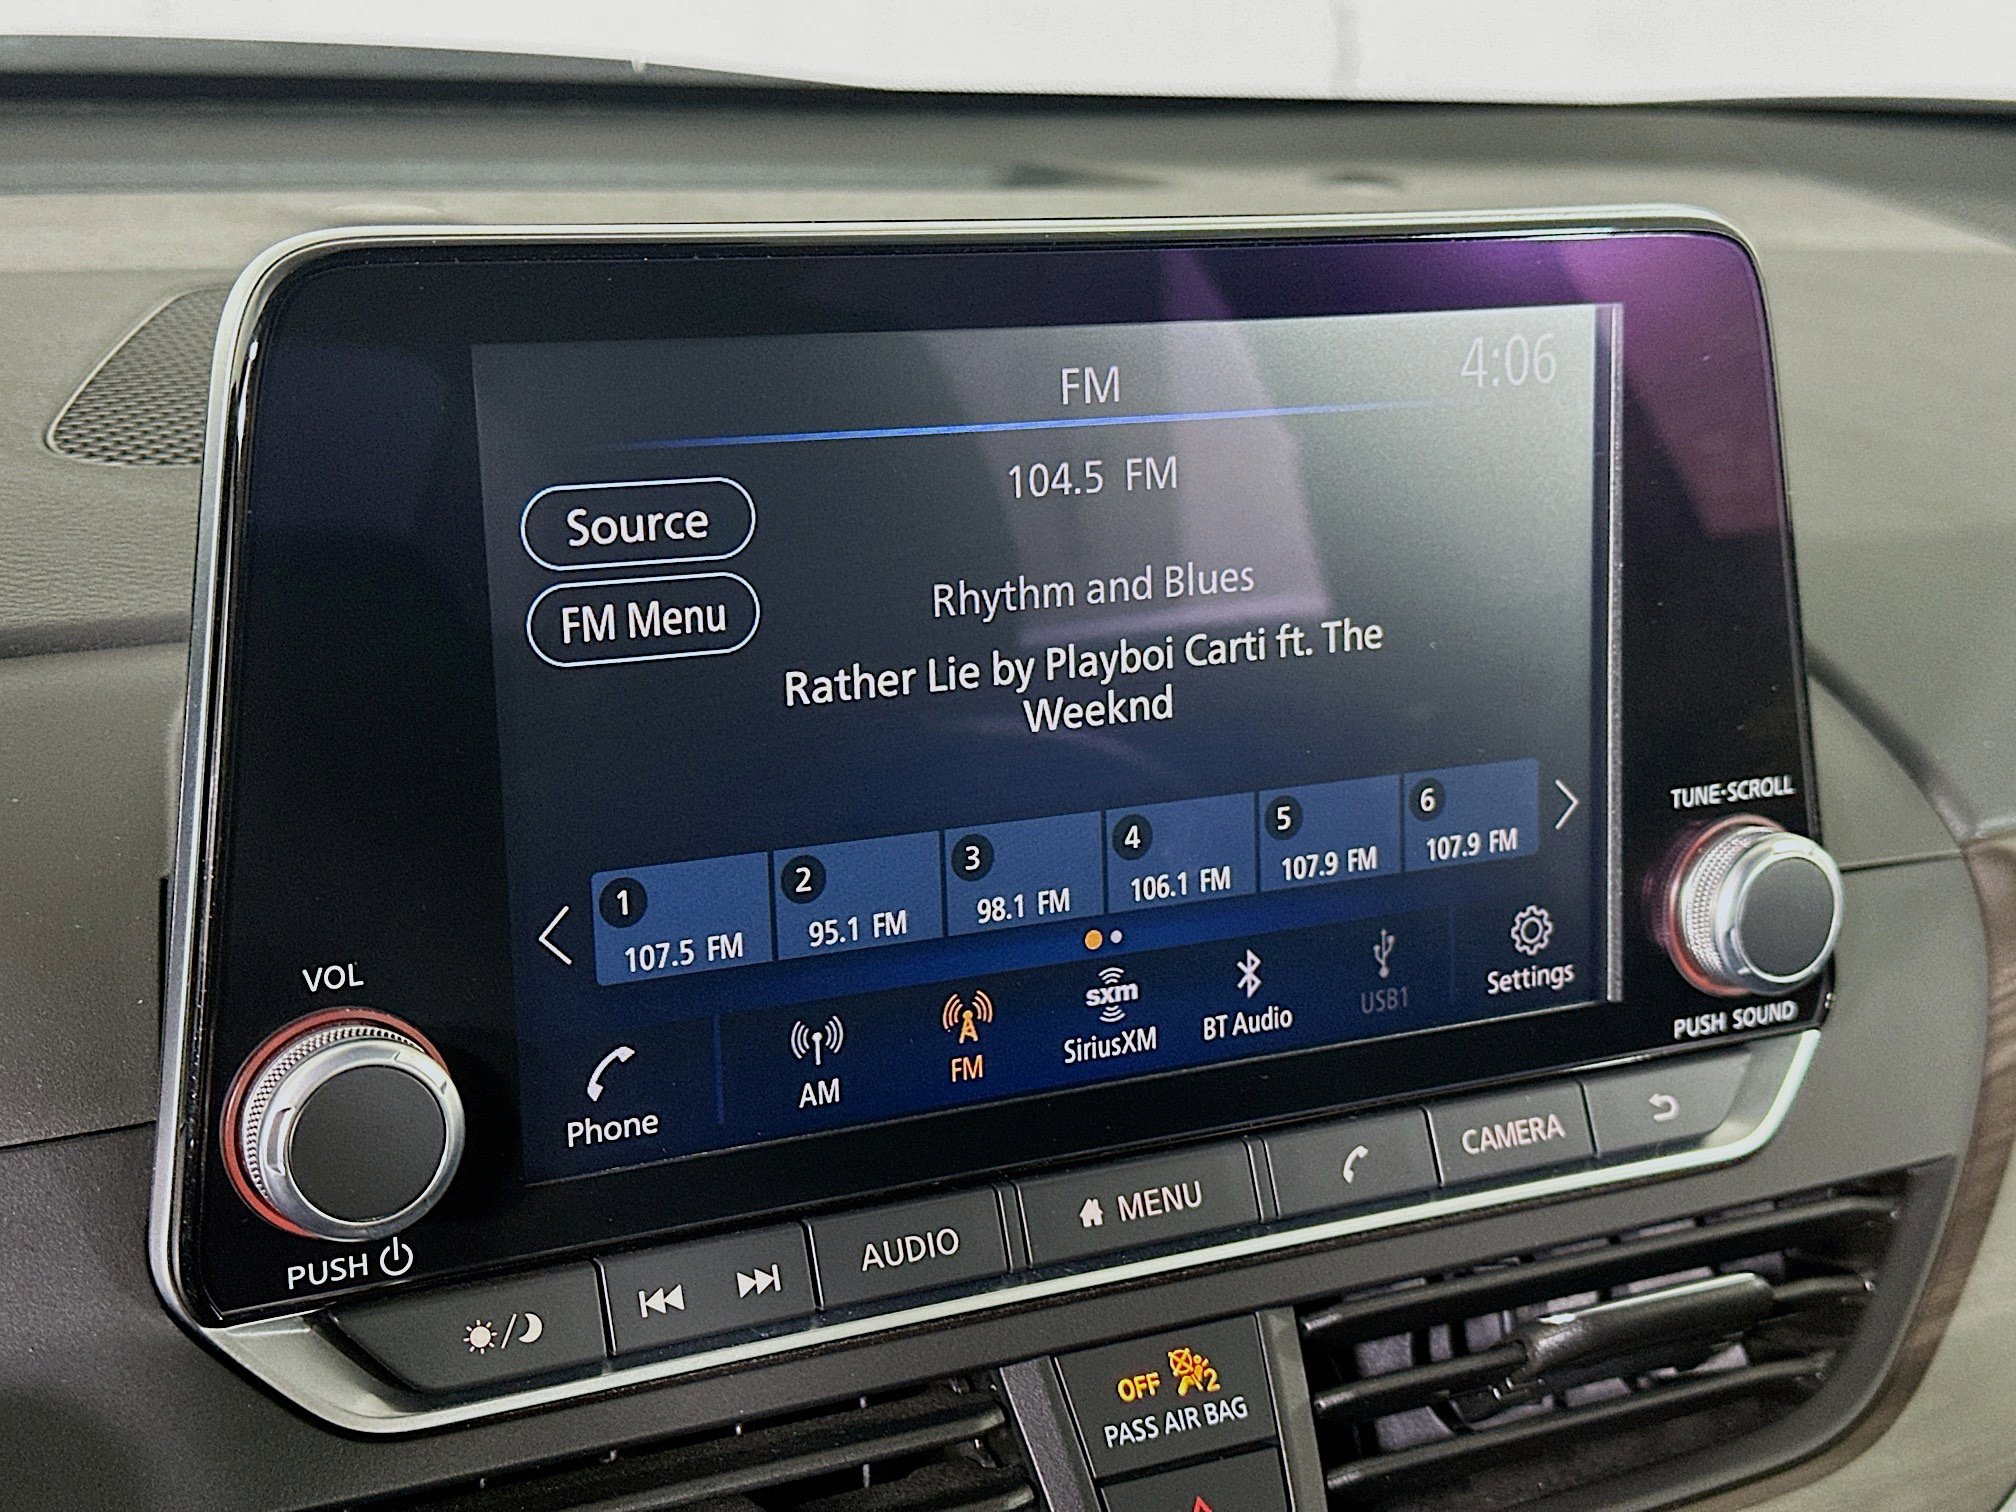 FM
4:06
104.5 FM
Source
FM Menu
Rhythm and Blues
Rather Lie by Playboi Carti ft. The
Weeknd
1
107.5 FM
2
95.1 FM
3
98.1 FM
4
106.1 FM
5
107.9 FM
6
107.9 FM
Phone
AM
FM
sxm
SiriusXM
BT Audio
USB1
Settings
VOL
PUSH
TUNE·SCROLL
PUSH SOUND
AUDIO
MENU
CAMERA
OFF
2
PASS AIR BAG